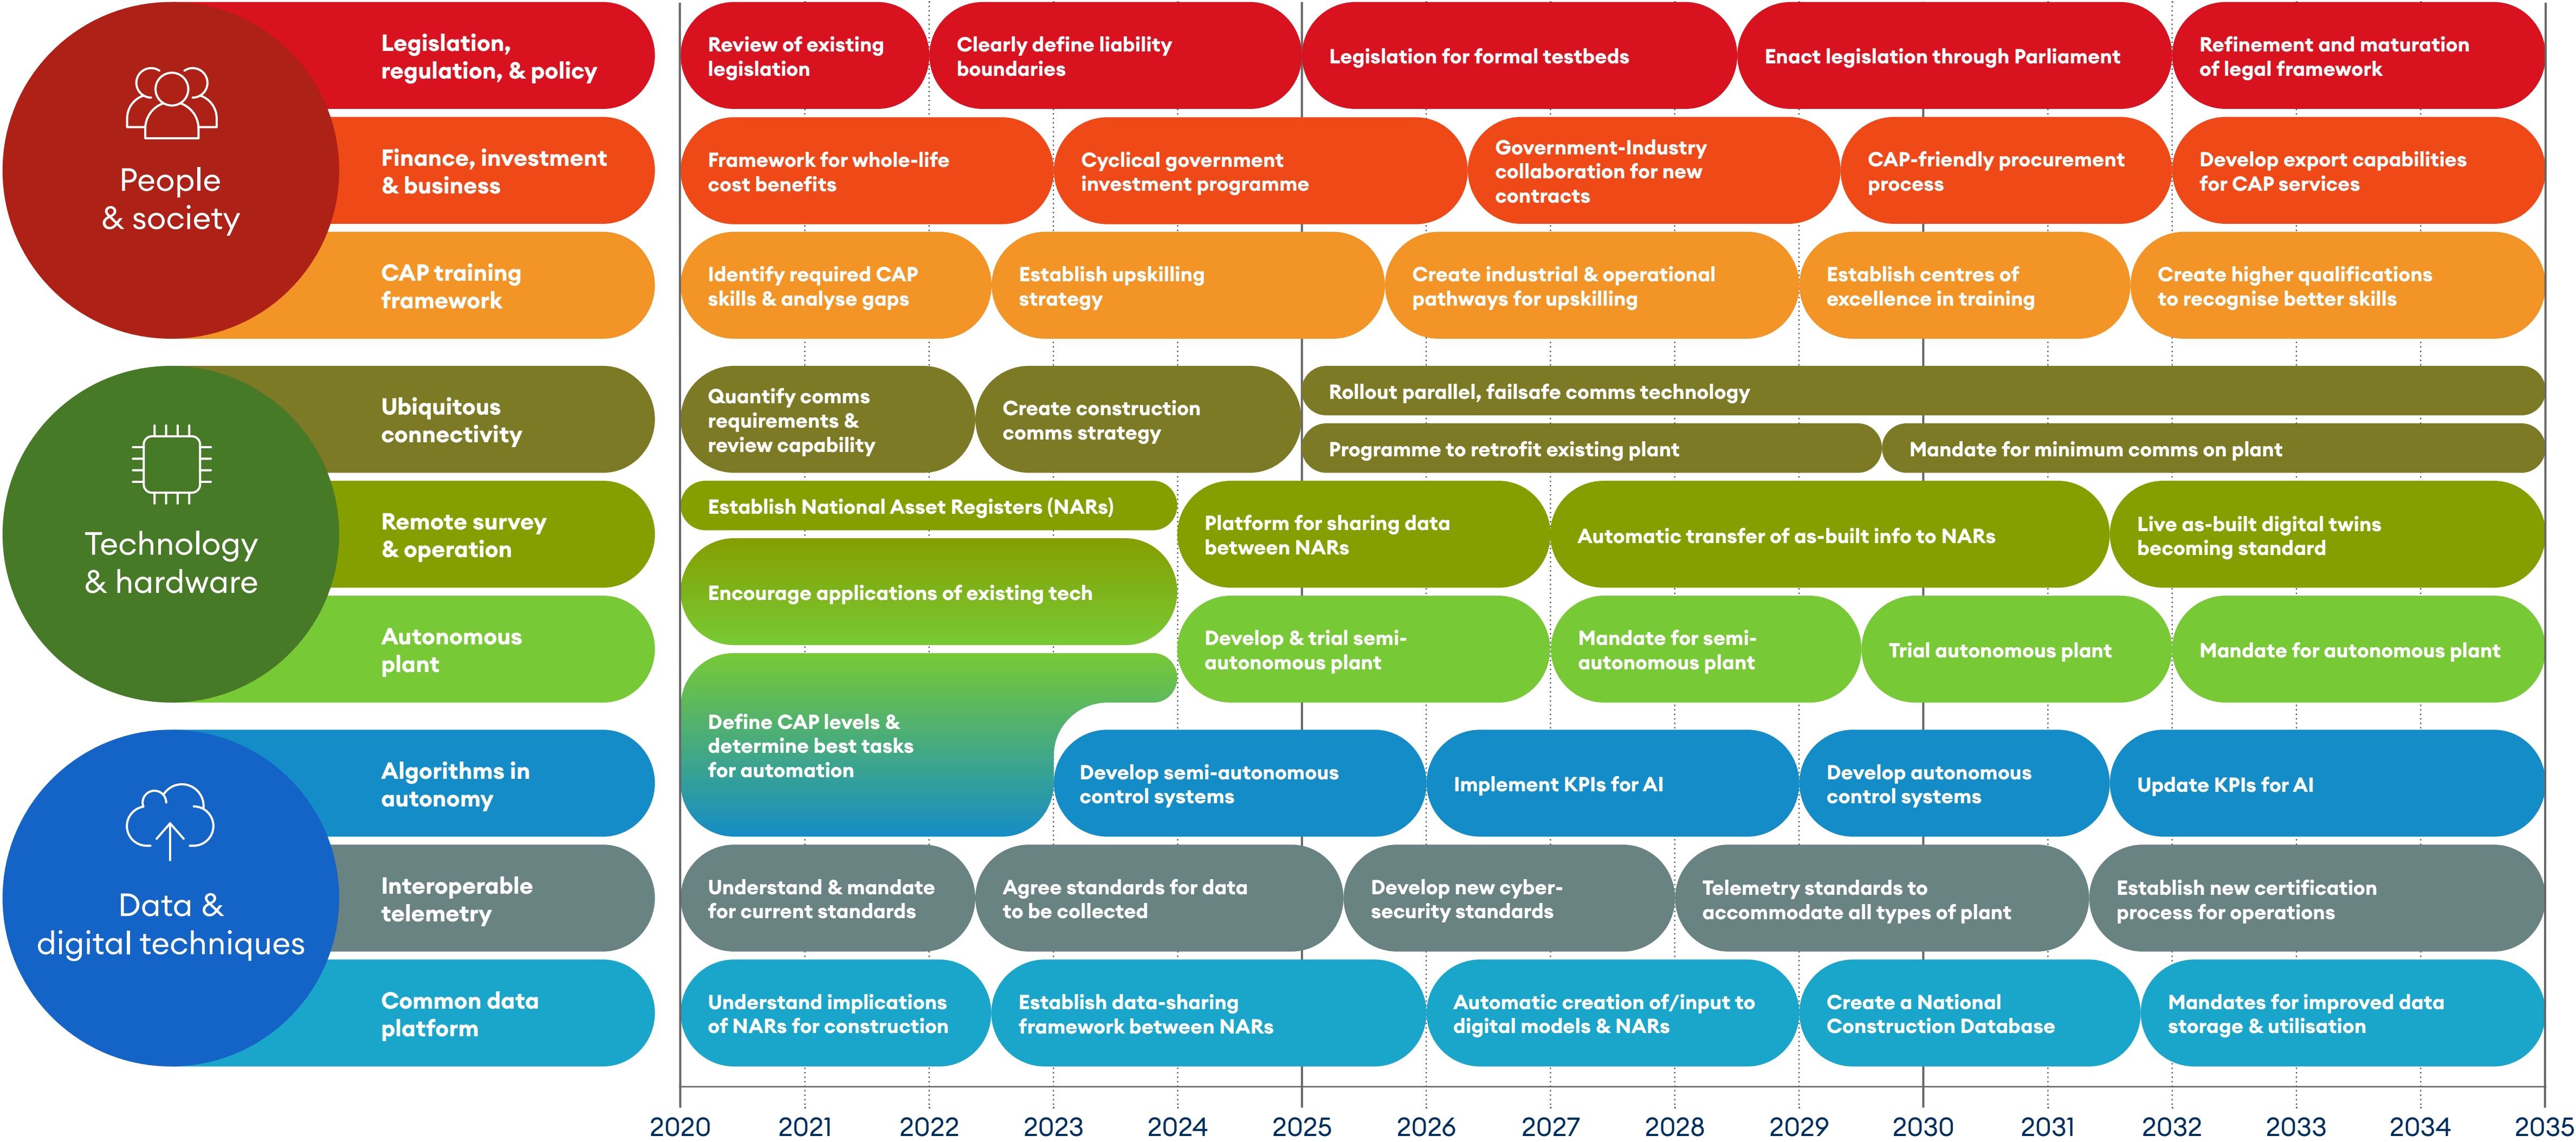 People
& society
Legislation,
regulation, & policy
Review of existing
legislation
Clearly define liability
boundaries
Legislation for formal testbeds
Enact legislation through Parliament
Refinement and maturation
of legal framework
Finance, investment
& business
Framework for whole-life
cost benefits
Cyclical government
investment programme
Government-Industry
collaboration for new
contracts
CAP-friendly procurement
process
Develop export capabilities
for CAP services
CAP training
framework
Identify required CAP
skills & analyse gaps
Establish upskilling
strategy
Create industrial & operational
pathways for upskilling
Establish centres of
excellence in training
Create higher qualifications
to recognise better skills
Technology
& hardware
Ubiquitous
connectivity
Quantify comms
requirements &
review capability
Create construction
comms strategy
Rollout parallel, failsafe comms technology
Programme to retrofit existing plant
Mandate for minimum comms on plant
Remote survey
& operation
Establish National Asset Registers (NARs)
Encourage applications of existing tech
Platform for sharing data
between NARs
Automatic transfer of as-built info to NARs
Live as-built digital twins
becoming standard
Autonomous
plant
Define CAP levels &
determine best tasks
for automation
Develop & trial semi-
autonomous plant
Mandate for semi-
autonomous plant
Trial autonomous plant
Mandate for autonomous plant
Data &
digital techniques
Algorithms in
autonomy
Develop semi-autonomous
control systems
Implement KPIs for AI
Develop autonomous
control systems
Update KPIs for AI
Interoperable
telemetry
Understand & mandate
for current standards
Agree standards for data
to be collected
Develop new cyber-
security standards
Telemetry standards to
accommodate all types of plant
Establish new certification
process for operations
Common data
platform
Understand implications
of NARs for construction
Establish data-sharing
framework between NARs
Automatic creation of/input to
digital models & NARs
Create a National
Construction Database
Mandates for improved data
storage & utilisation
2020 2021 2022 2023 2024 2025 2026 2027 2028 2029 2030 2031 2032 2033 2034 2035